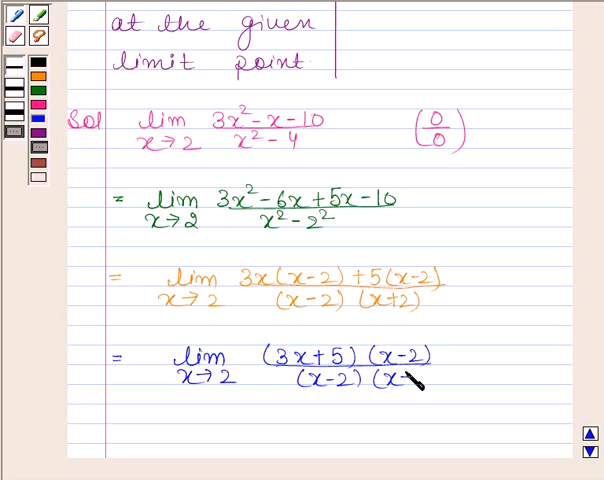 at the given
limit point.
Sol lim x→2 (3x² - x - 10)/(x² - 4) (0/0)
= lim x→2 (3x² - 6x + 5x - 10)/(x² - 2²)
= lim x→2 (3x(x-2) + 5(x-2))/((x-2) (x+2))
= lim x→2 ((3x+5) (x-2))/((x-2) (x-